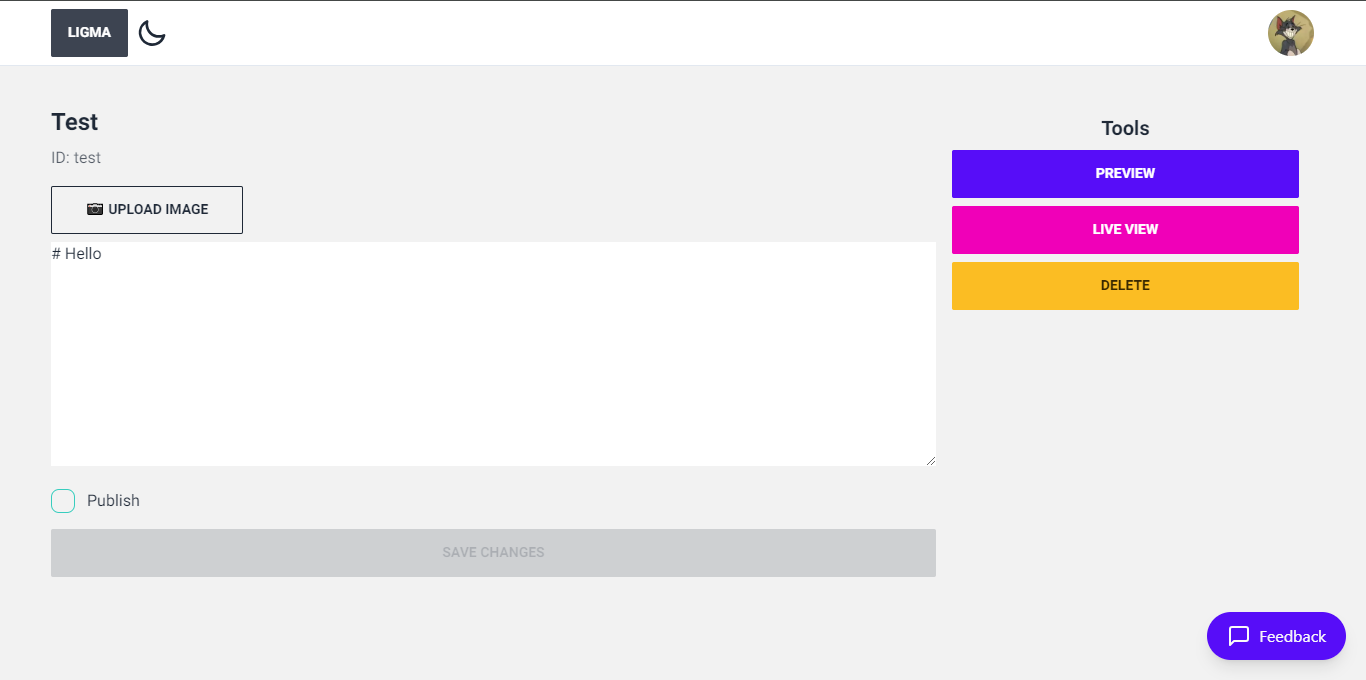 LIGMA
Test
ID: test
UPLOAD IMAGE
# Hello
Publish
SAVE CHANGES
Tools
PREVIEW
LIVE VIEW
DELETE
Feedback